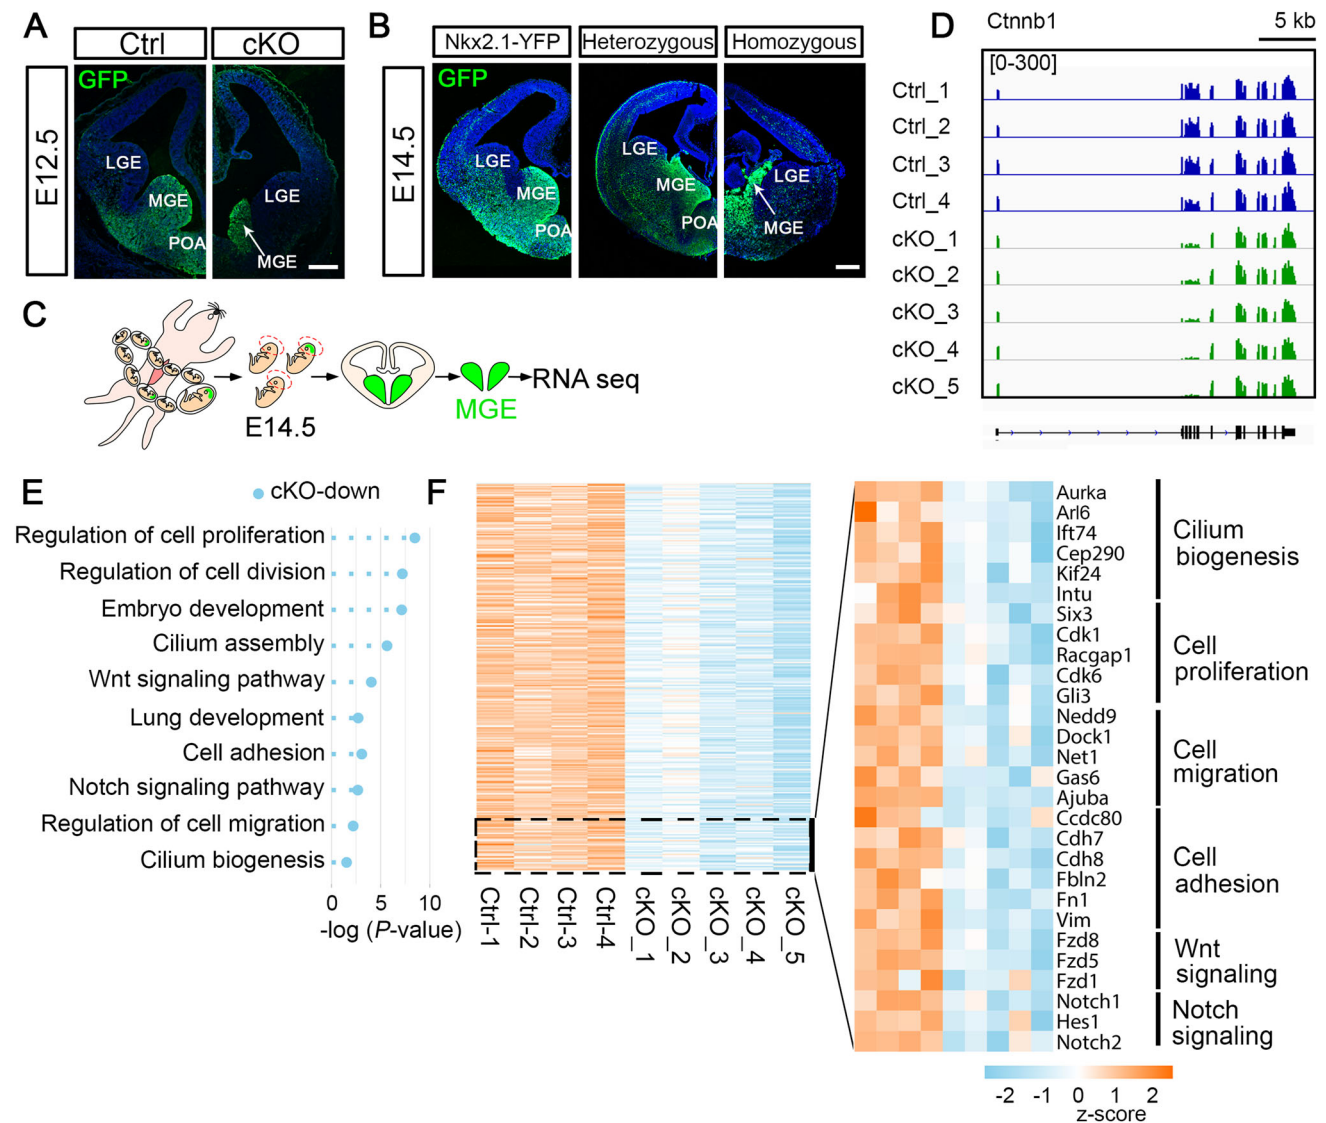 A
Ctrl
cKO
E12.5
GFP
LGE
MGE
POA
LGE
MGE
B
Nkx2.1-YFP
Heterozygous
Homozygous
E14.5
GFP
LGE
MGE
POA
LGE
MGE
POA
LGE
MGE
C
E14.5
MGE
RNA seq
D
Ctnnb1
5 kb
[0-300]
Ctrl_1
Ctrl_2
Ctrl_3
Ctrl_4
cKO_1
cKO_2
cKO_3
cKO_4
cKO_5
E
cKO-down
Regulation of cell proliferation
Regulation of cell division
Embryo development
Cilium assembly
Wnt signaling pathway
Lung development
Cell adhesion
Notch signaling pathway
Regulation of cell migration
Cilium biogenesis
0 5 10
-log (P-value)
F
Ctrl-1
Ctrl-2
Ctrl-3
Ctrl-4
cKO_1
cKO_2
cKO_3
cKO_4
cKO_5
Aurka
Arl6
Ift74
Cep290
Kif24
Intu
Six3
Cdk1
Racgap1
Cdk6
Gli3
Nedd9
Dock1
Net1
Gas6
Ajuba
Ccdc80
Cdh7
Cdh8
Fbln2
Fn1
Vim
Fzd8
Fzd5
Fzd1
Notch1
Hes1
Notch2
Cilium
biogenesis
Cell
proliferation
Cell
migration
Cell
adhesion
Wnt
signaling
Notch
signaling
-2 -1 0 1 2
z-score